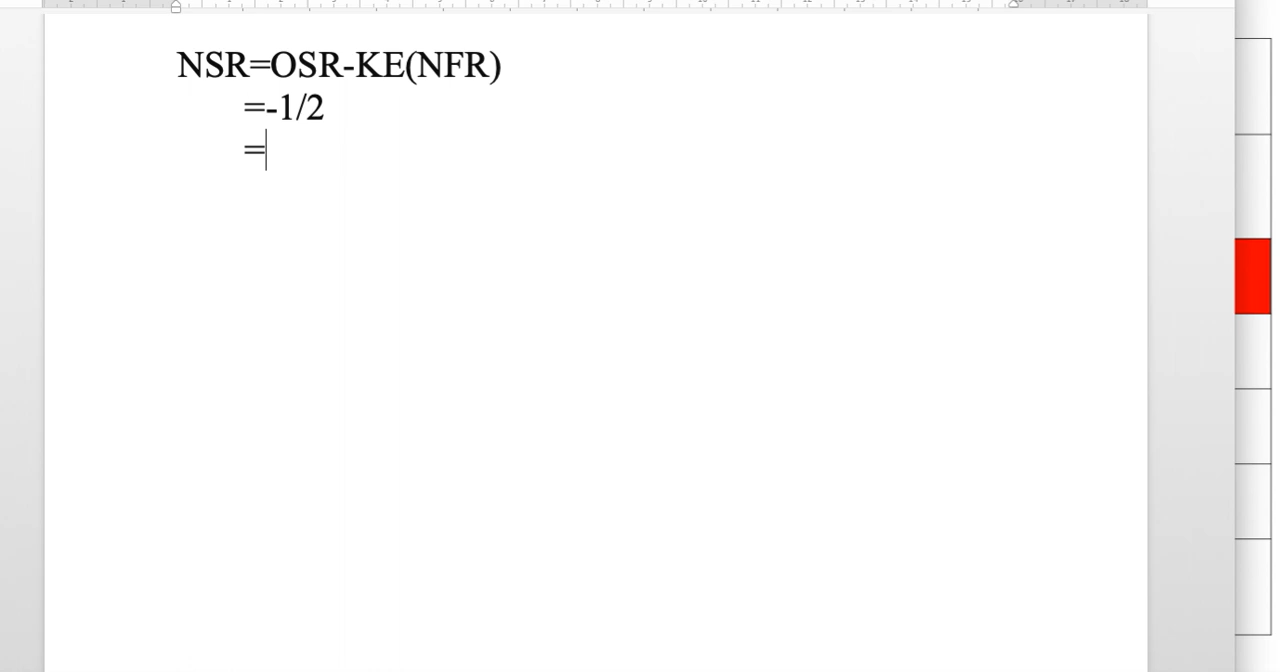 NSR=OSR-KE(NFR)
=-1/2
=